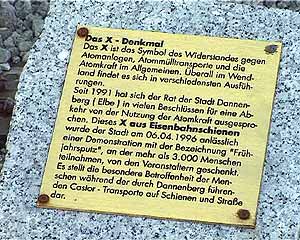 Das X - Denkmal
Das X ist das Symbol des Widerstandes gegen
Atomanlagen, Atommülltransporte und die
Atomkraft im Allgemeinen. Überall im Wend-
land findet es sich in verschiedensten Ausfüh-
rungen.
Seit 1991 hat sich der Rat der Stadt Dannen-
berg ( Elbe ) in vielen Beschlüssen für eine Ab-
kehr von der Nutzung der Atomkraft ausgespro-
chen. Dieses X aus Eisenbahnschienen
wurde der Stadt am 06.04.1996 anläßlich
einer Demonstration mit der Bezeichnung "Früh-
jahrsputz", an der mehr als 3.000 Menschen
teilnahmen, von den Veranstaltern geschenkt.
Es stellt die besondere Betroffenheit der Men-
schen während der durch Dannenberg führen-
den Castor - Transporte auf Schienen und Straße
dar.